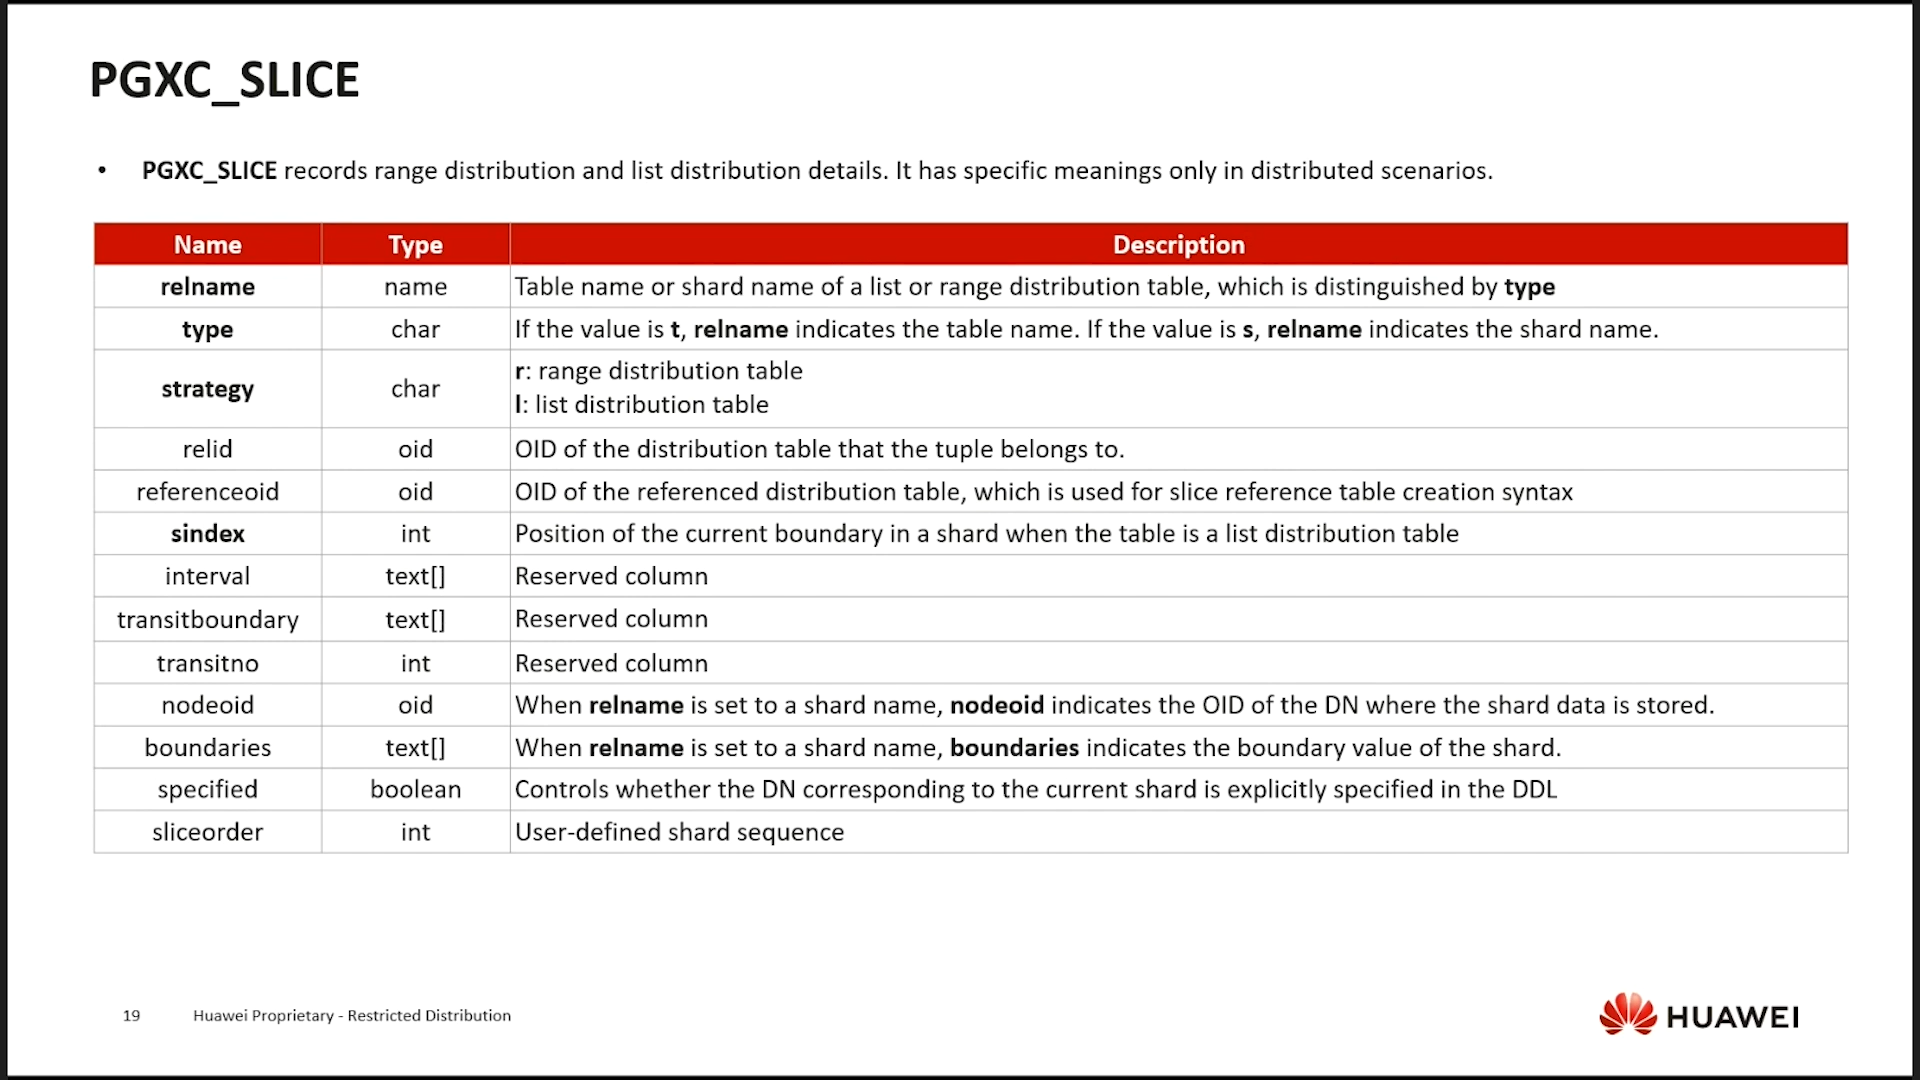 PGXC_SLICE
• PGXC_SLICE records range distribution and list distribution details. It has specific meanings only in distributed scenarios.
Name Type Description
relname name Table name or shard name of a list or range distribution table, which is distinguished by type
type char If the value is t, relname indicates the table name. If the value is s, relname indicates the shard name.
strategy char r: range distribution table
l: list distribution table
relid oid OID of the distribution table that the tuple belongs to.
referenceoid oid OID of the referenced distribution table, which is used for slice reference table creation syntax
sindex int Position of the current boundary in a shard when the table is a list distribution table
interval text[] Reserved column
transitboundary text[] Reserved column
transitno int Reserved column
nodeoid oid When relname is set to a shard name, nodeoid indicates the OID of the DN where the shard data is stored.
boundaries text[] When relname is set to a shard name, boundaries indicates the boundary value of the shard.
specified boolean Controls whether the DN corresponding to the current shard is explicitly specified in the DDL
sliceorder int User-defined shard sequence
19 Huawei Proprietary - Restricted Distribution
HUAWEI